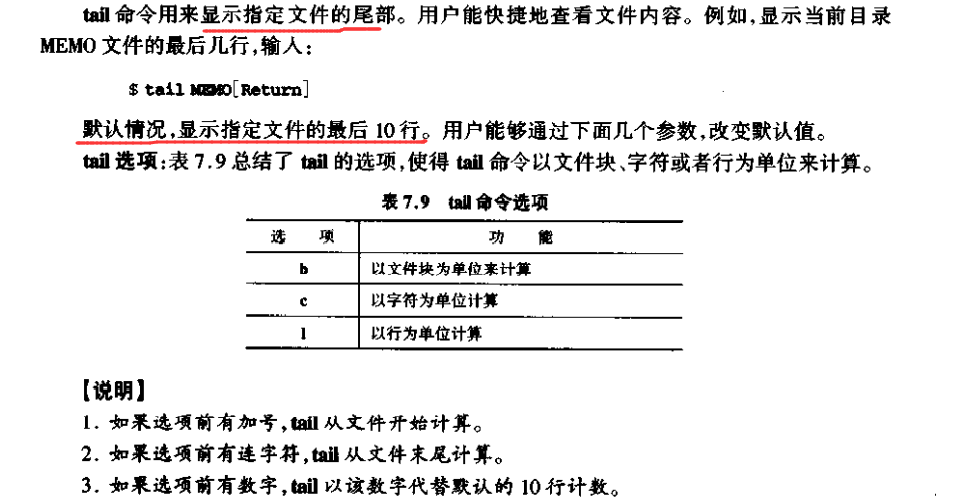 tail 命令用来显示指定文件的尾部。用户能快捷地查看文件内容。例如,显示当前目录
MEMO 文件的最后几行,输人:
$ tail MEMO[Return]
默认情况,显示指定文件的最后 10 行。用户能够通过下面几个参数,改变默认值。
tail 选项:表 7.9 总结了 tail 的选项,使得 tail 命令以文件块、字符或者行为单位来计算。
表 7.9 tail 命令选项
选 项 功 能
b 以文件块为单位来计算
c 以字符为单位计算
l 以行为单位计算
【说明】
1. 如果选项前有加号,tail 从文件开始计算。
2. 如果选项前有连字符,tail 从文件末尾计算。
3. 如果选项前有数字,tail 以该数字代替默认的 10 行计数。